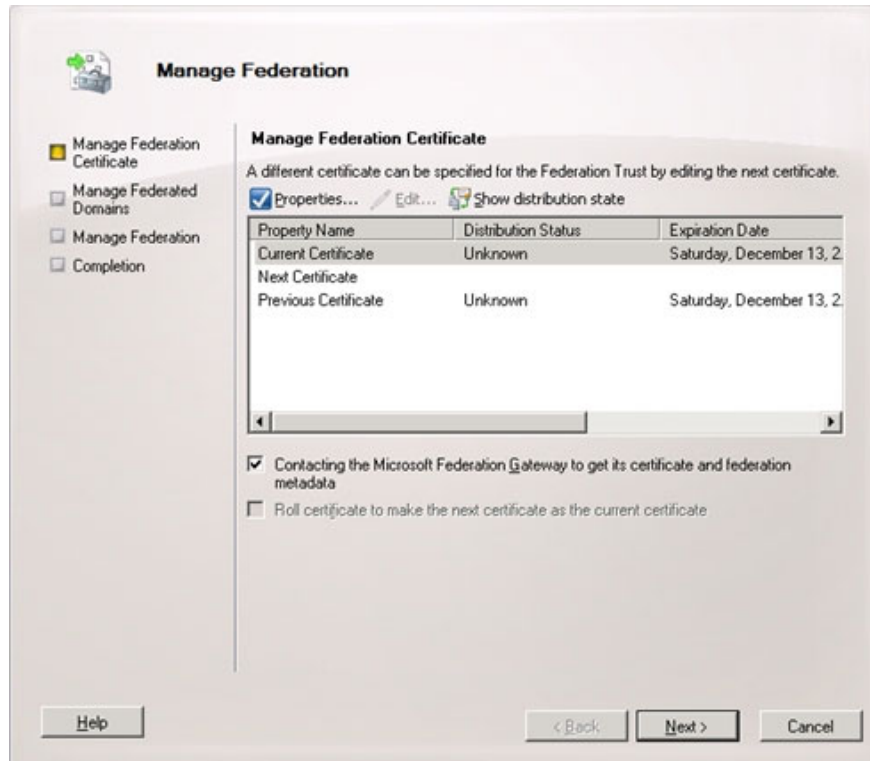 Manage Federation
Manage Federation
Certificate
Manage Federated
Domains
Manage Federation
Completion
Manage Federation Certificate
A different certificate can be specified for the Federation Trust by editing the next certificate.
Properties... Edit... Show distribution state
Property Name Distribution Status Expiration Date
Current Certificate Unknown Saturday, December 13, 2
Next Certificate
Previous Certificate Unknown Saturday, December 13, 2
Contacting the Microsoft Federation Gateway to get its certificate and federation
metadata
Roll certificate to make the next certificate as the current certificate
Help < Back Next > Cancel